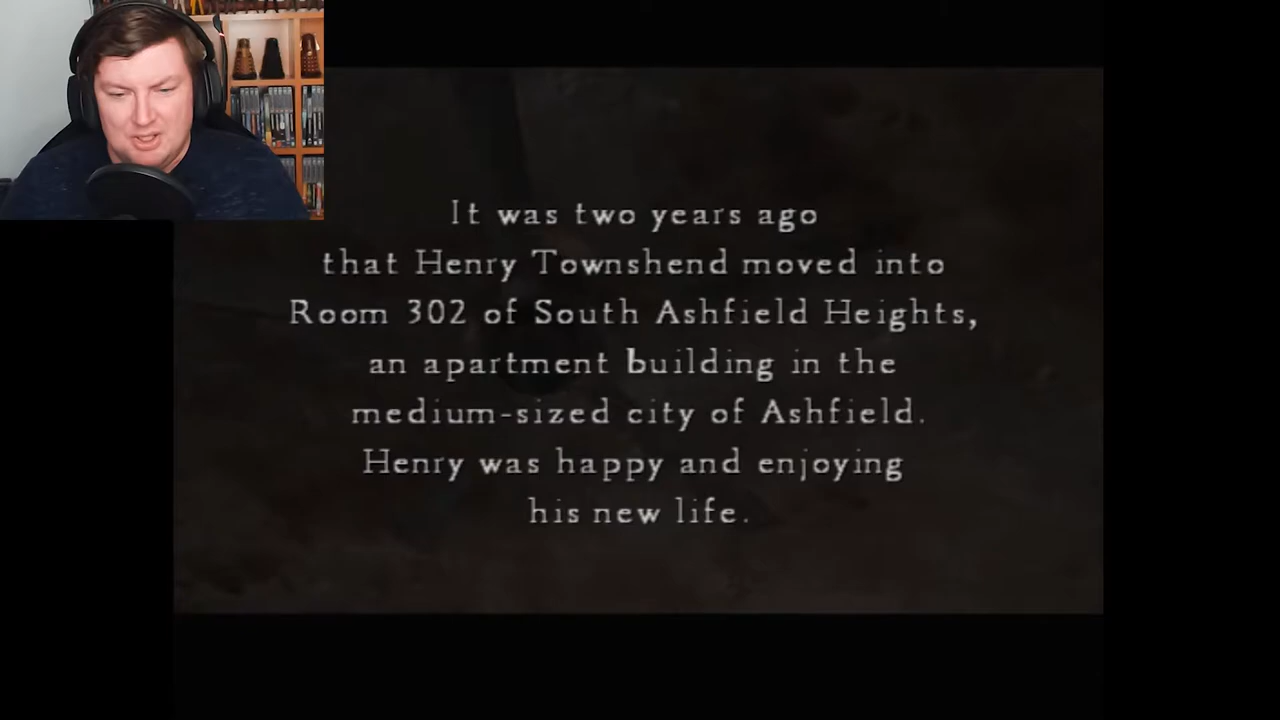 It was two years ago
that Henry Townshend moved into
Room 302 of South Ashfield Heights,
an apartment building in the
medium-sized city of Ashfield.
Henry was happy and enjoying
his new life.